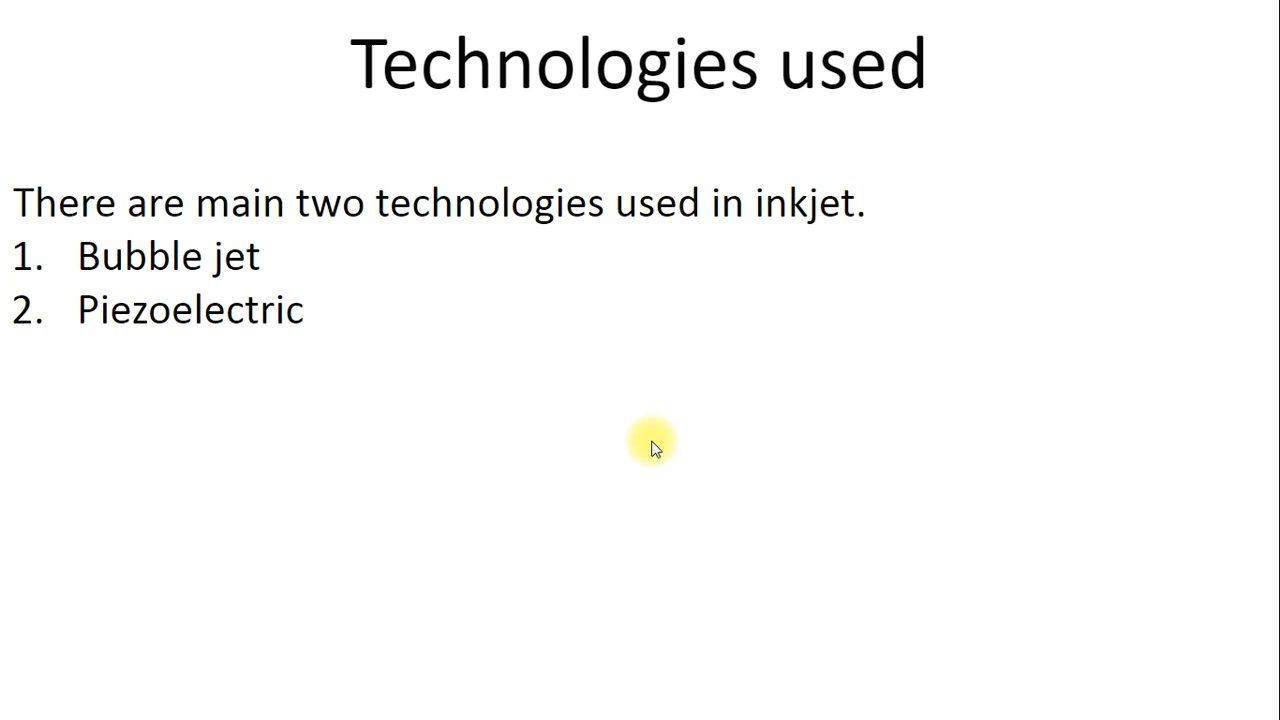 Technologies used
There are main two technologies used in inkjet.
1. Bubble jet
2. Piezoelectric